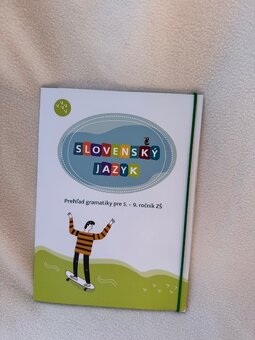 SLOVENSKÝ
JAZYK
Prehľad gramatiky pre 5. - 9. ročník ZŠ